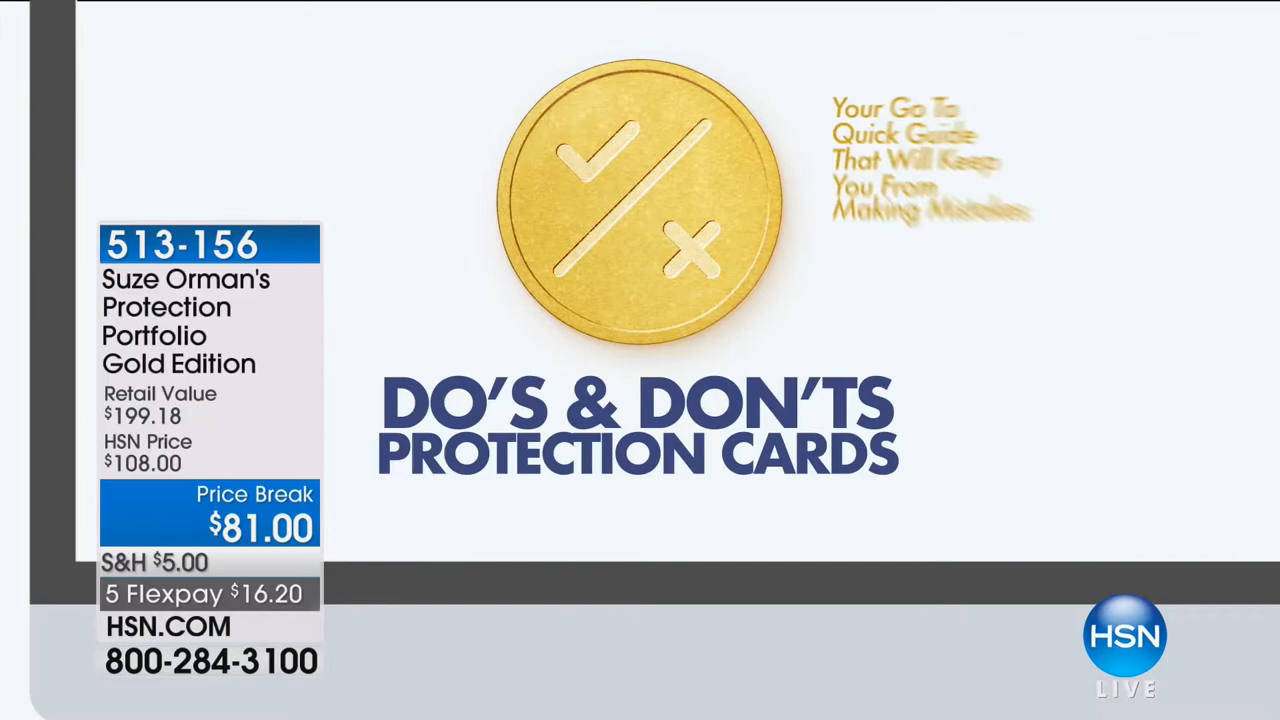 Your Go To
Quick Guide
That Will Keep
You From
Making Mistakes
513-156
Suze Orman's
Protection
Portfolio
Gold Edition
Retail Value
$199.18
HSN Price
$108.00
Price Break
$81.00
S&H $5.00
5 Flexpay $16.20
HSN.COM
800-284-3100
DO'S & DON'TS
PROTECTION CARDS
HSN
LIVE